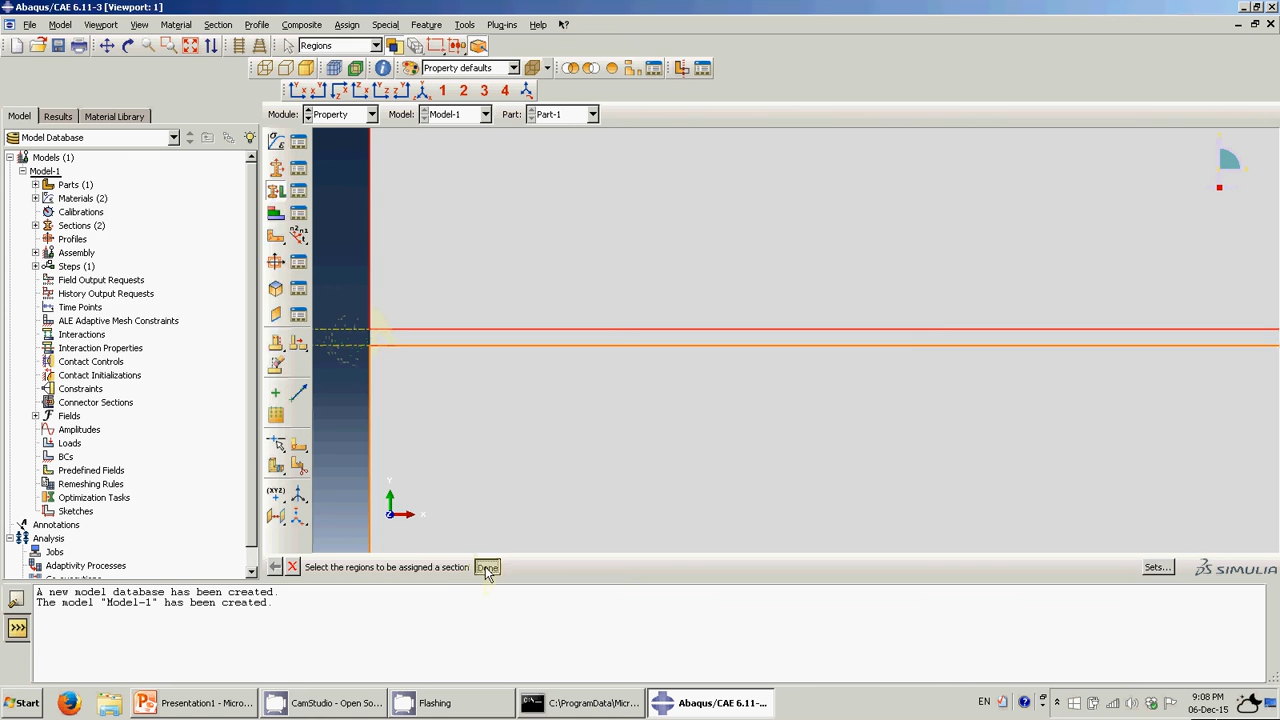 Abaqus/CAE 6.11-3 [Viewport: 1]
File Model Viewport View Material Section Profile Composite Assign Special Feature Tools Plug-ins Help
Regions
Property defaults
1 2 3 4
Model Results Material Library
Module: Property Model: Model-1 Part: Part-1
Model Database
Models (1)
Model-1
Parts (1)
Materials (2)
Calibrations
Sections (2)
Profiles
Assembly
Steps (1)
Field Output Requests
History Output Requests
Time Points
ALE Adaptive Mesh Constraints
Interactions
Interaction Properties
Contact Controls
Contact Initializations
Constraints
Connector Sections
Fields
Amplitudes
Loads
BCs
Predefined Fields
Remeshing Rules
Optimization Tasks
Sketches
Annotations
Analysis
Jobs
Adaptivity Processes
Y
X
Z
Select the regions to be assigned a section Done Sets... SIMULIA
A new model database has been created.
The model "Model-1" has been created.
Start Presentation1 - Micro... CamStudio - Open So... Flashing C:\ProgramData\Micr... Abaqus/CAE 6.11-... EN 9:08 PM
06-Dec-15